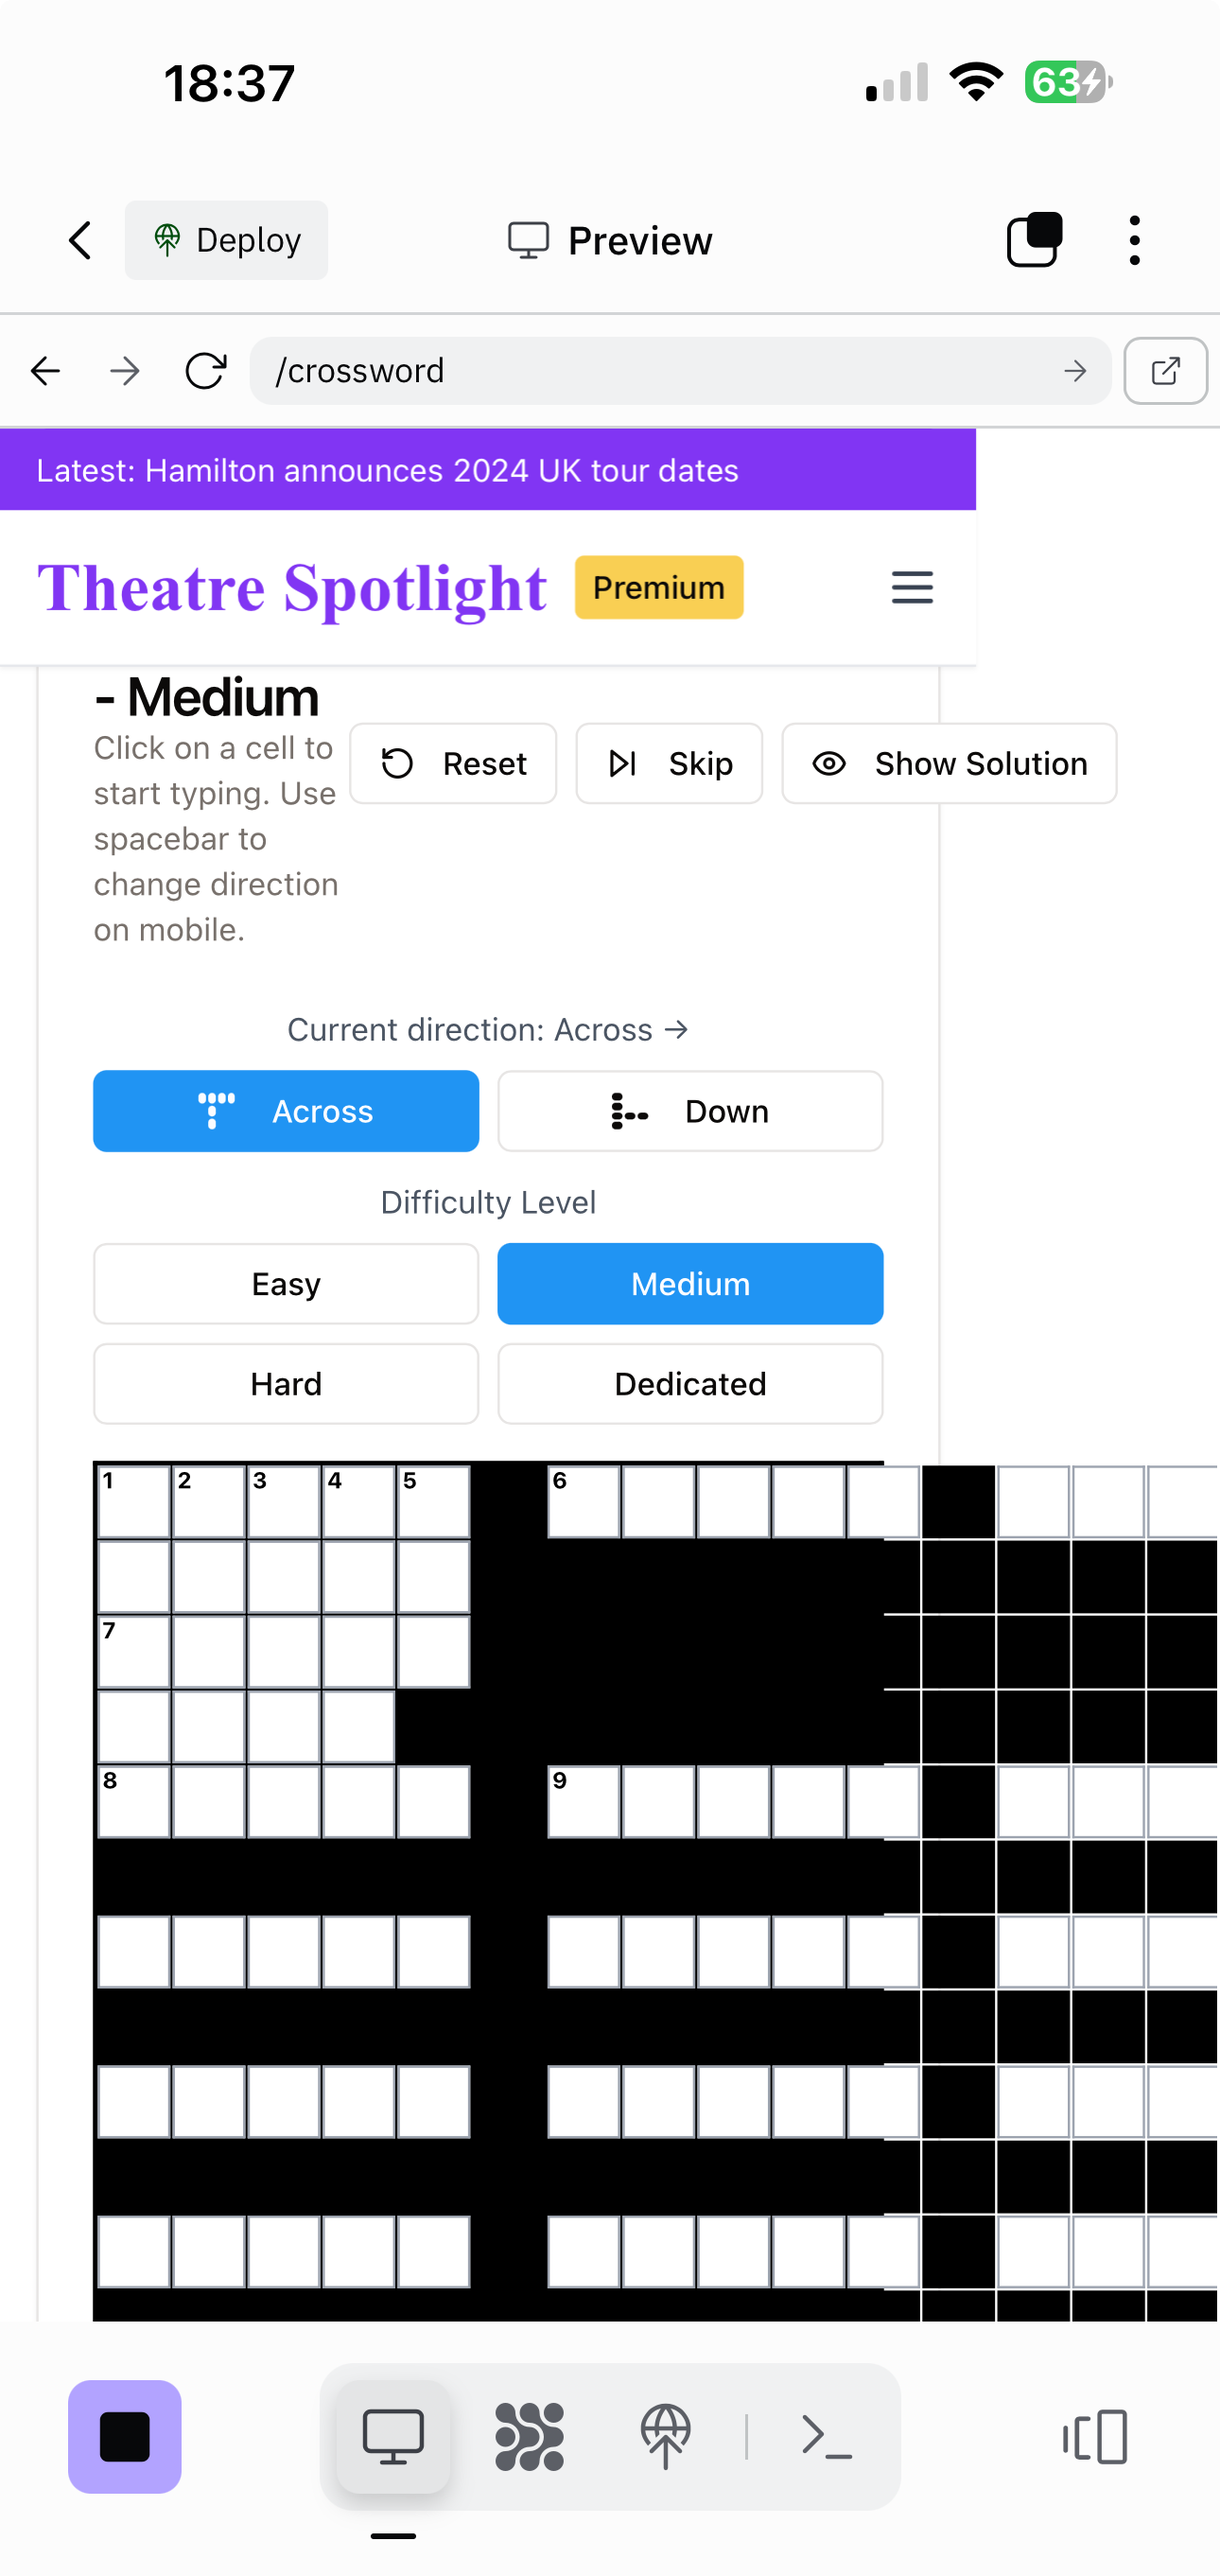 18:37
63
Deploy
Preview
/crossword
Latest: Hamilton announces 2024 UK tour dates
Theatre Spotlight
Premium
- Medium
Click on a cell to
start typing. Use
spacebar to
change direction
on mobile.
Reset
Skip
Show Solution
Current direction: Across →
Across
Down
Difficulty Level
Easy
Medium
Hard
Dedicated
1 2 3 4 5 6
7
8 9